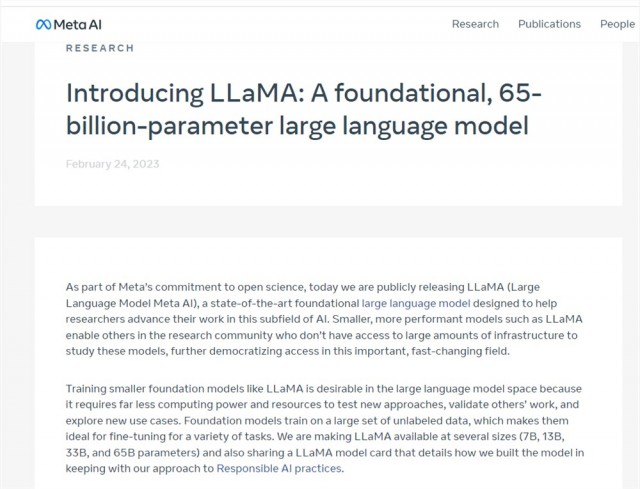 Meta AI Research Publications People
RESEARCH
Introducing LLaMA: A foundational, 65-
billion-parameter large language model
February 24, 2023
As part of Meta's commitment to open science, today we are publicly releasing LLaMA (Large
Language Model Meta AI), a state-of-the-art foundational large language model designed to help
researchers advance their work in this subfield of AI. Smaller, more performant models such as LLaMA
enable others in the research community who don't have access to large amounts of infrastructure to
study these models, further democratizing access in this important, fast-changing field.
Training smaller foundation models like LLaMA is desirable in the large language model space because
it requires far less computing power and resources to test new approaches, validate others' work, and
explore new use cases. Foundation models train on a large set of unlabeled data, which makes them
ideal for fine-tuning for a variety of tasks. We are making LLaMA available at several sizes (7B, 13B,
33B, and 65B parameters) and also sharing a LLaMA model card that details how we built the model in
keeping with our approach to Responsible AI practices.